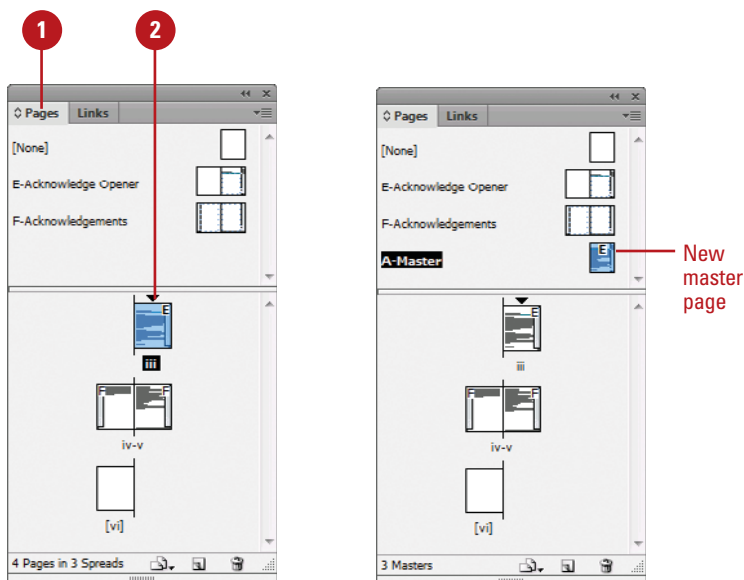 1 2
Pages Links
[None]
E-Acknowledge Opener
F-Acknowledgements
E
iii
F F
iv-v
[vi]
4 Pages in 3 Spreads
Pages Links
[None]
E-Acknowledge Opener
F-Acknowledgements
A-Master
E
New
master
page
E
iii
F F
iv-v
[vi]
3 Masters